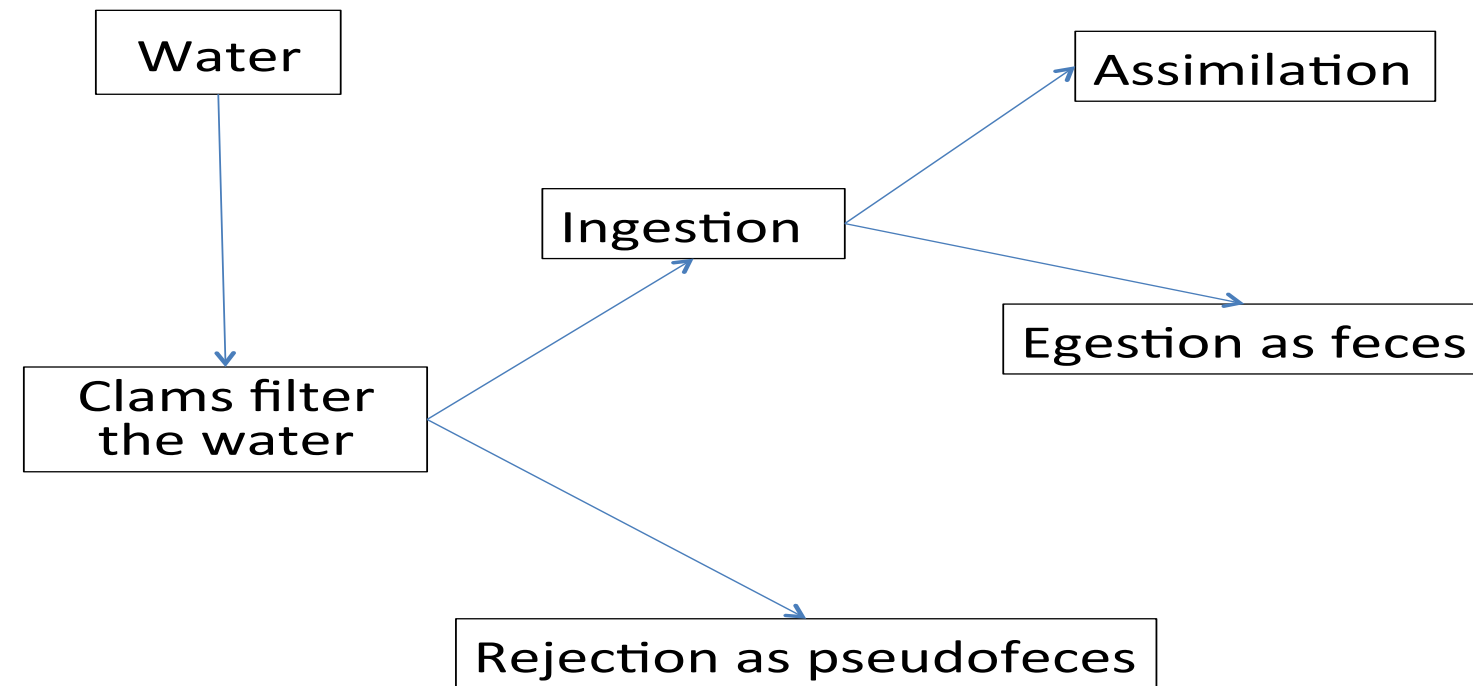 Water
Assimilation
Ingestion
Egestion as feces
Clams filter
the water
Rejection as pseudofeces